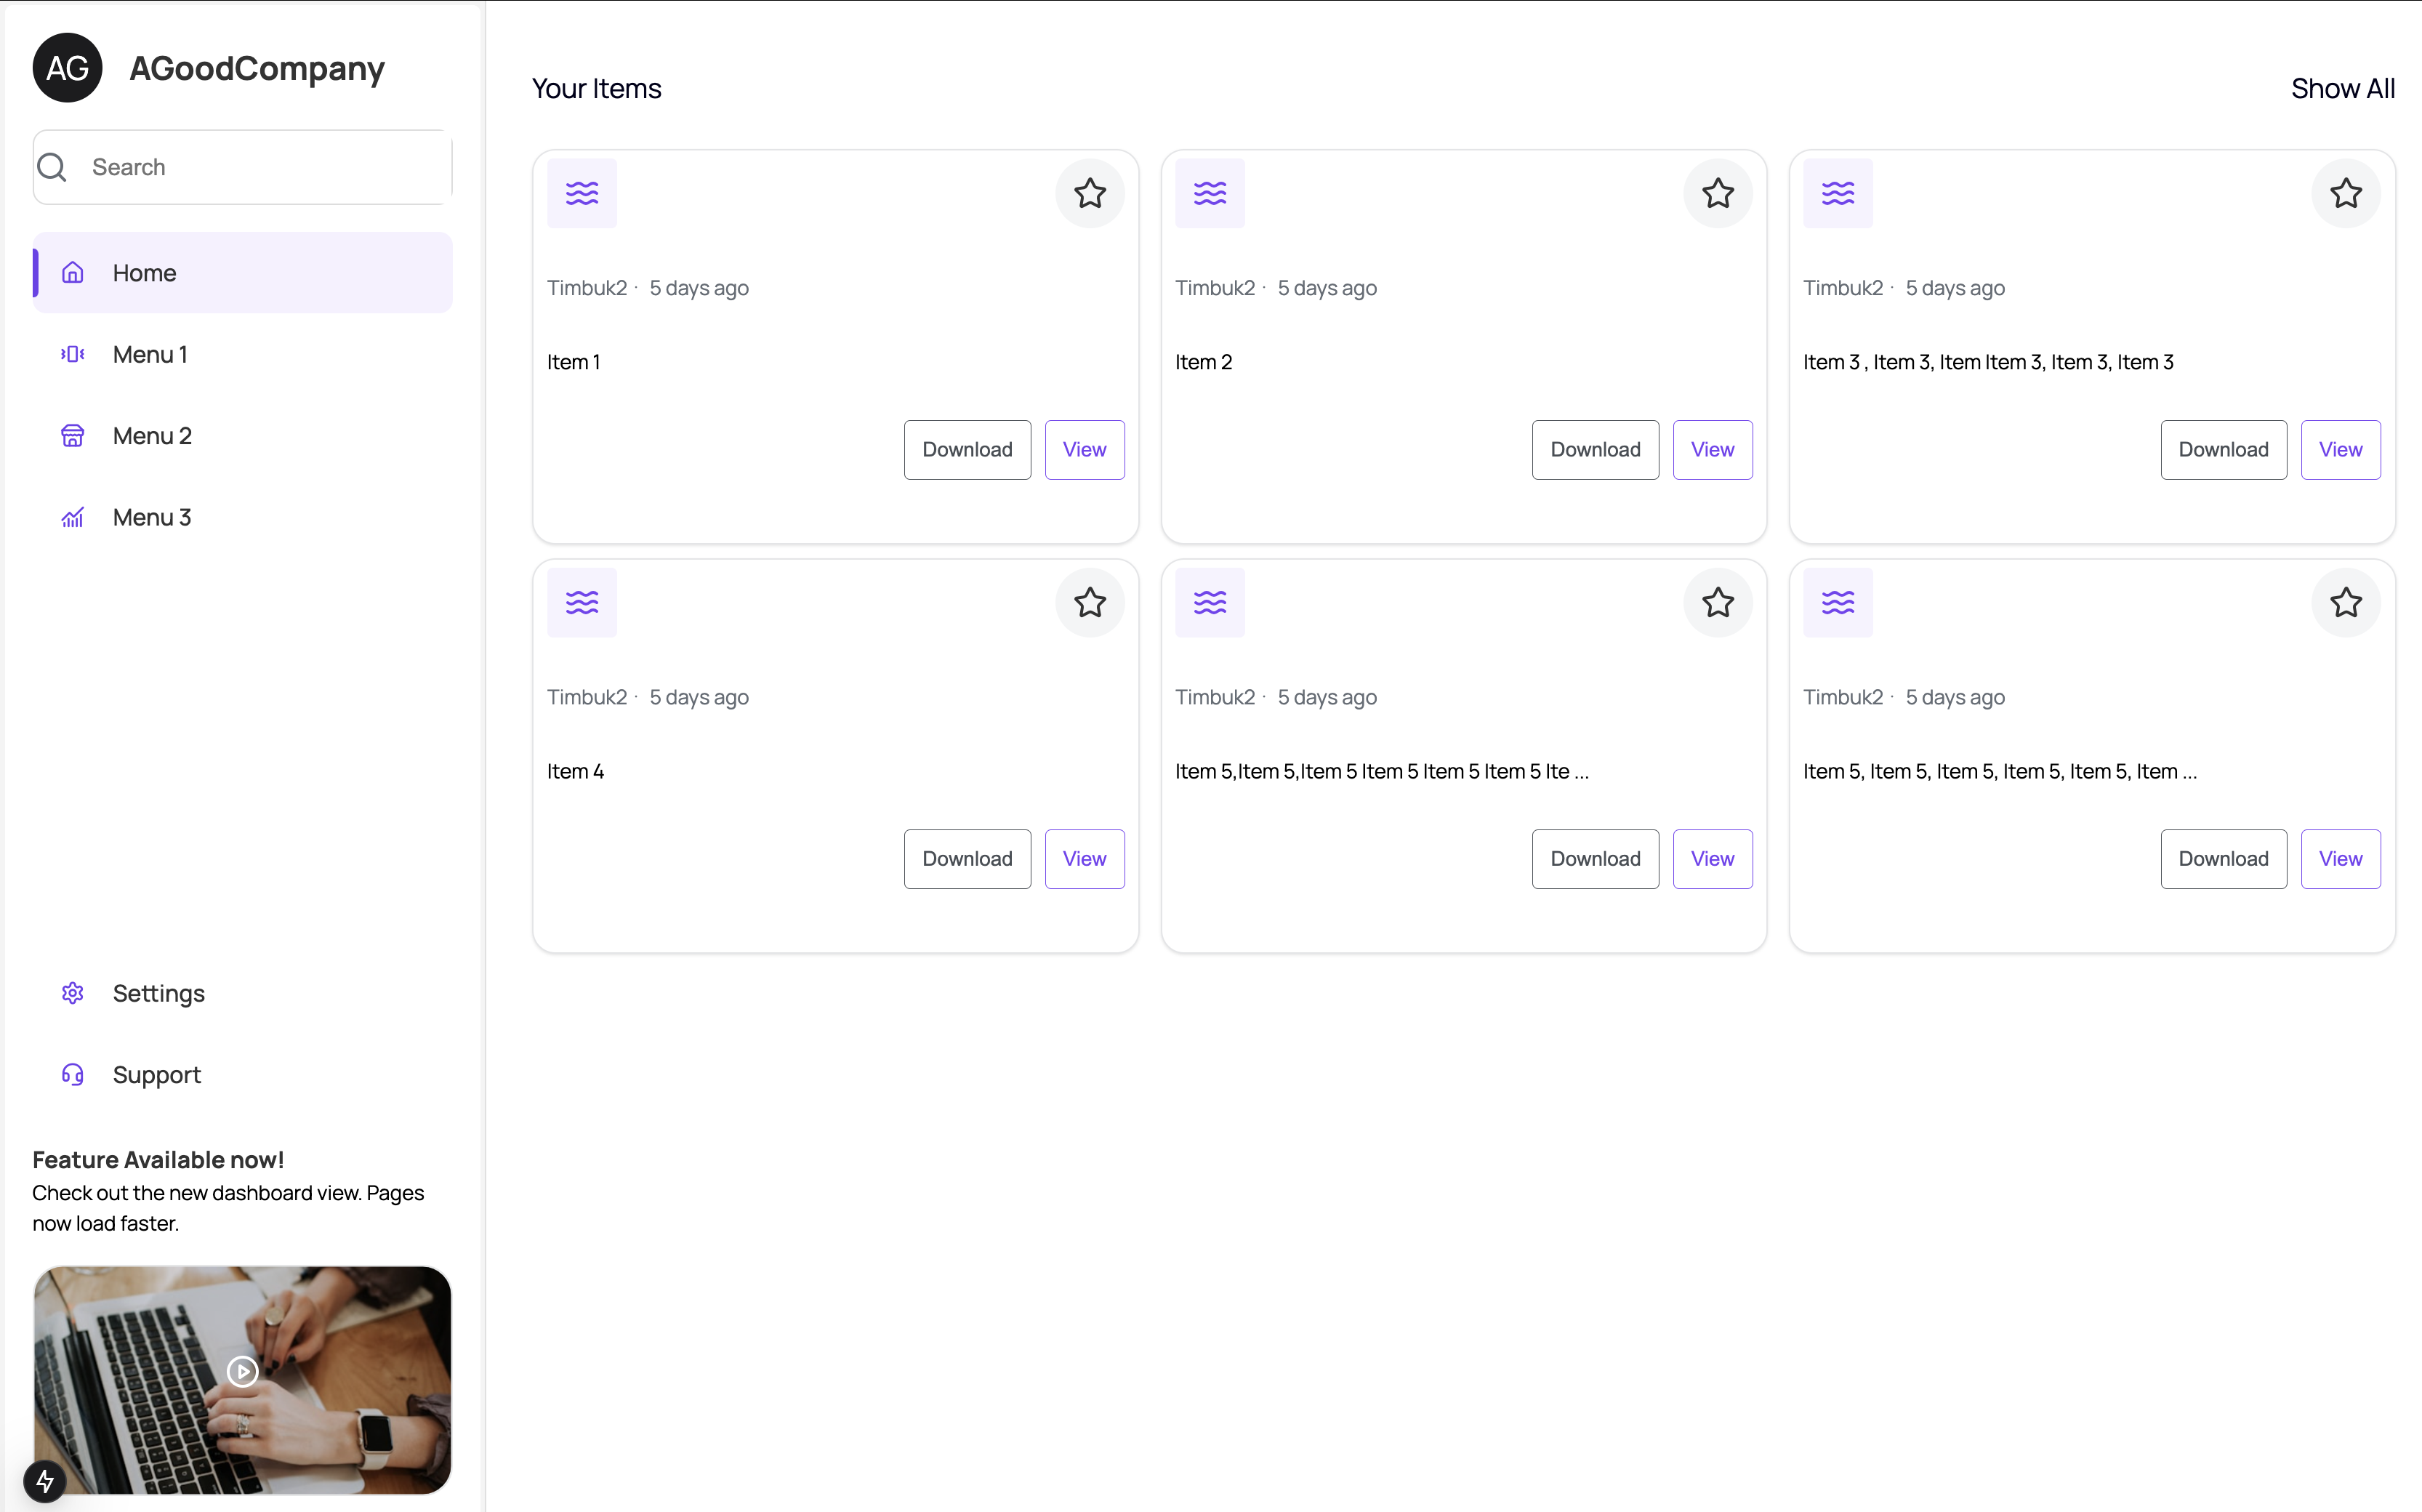 AG
AGoodCompany
Search
Home
Menu 1
Menu 2
Menu 3
Settings
Support
Feature Available now!
Check out the new dashboard view. Pages
now load faster.
Your Items
Show All
Timbuk2 · 5 days ago
Item 1
Download View
Timbuk2 · 5 days ago
Item 2
Download View
Timbuk2 · 5 days ago
Item 3 , Item 3, Item Item 3, Item 3, Item 3
Download View
Timbuk2 · 5 days ago
Item 4
Download View
Timbuk2 · 5 days ago
Item 5,Item 5,Item 5 Item 5 Item 5 Item 5 Ite ...
Download View
Timbuk2 · 5 days ago
Item 5, Item 5, Item 5, Item 5, Item 5, Item ...
Download View